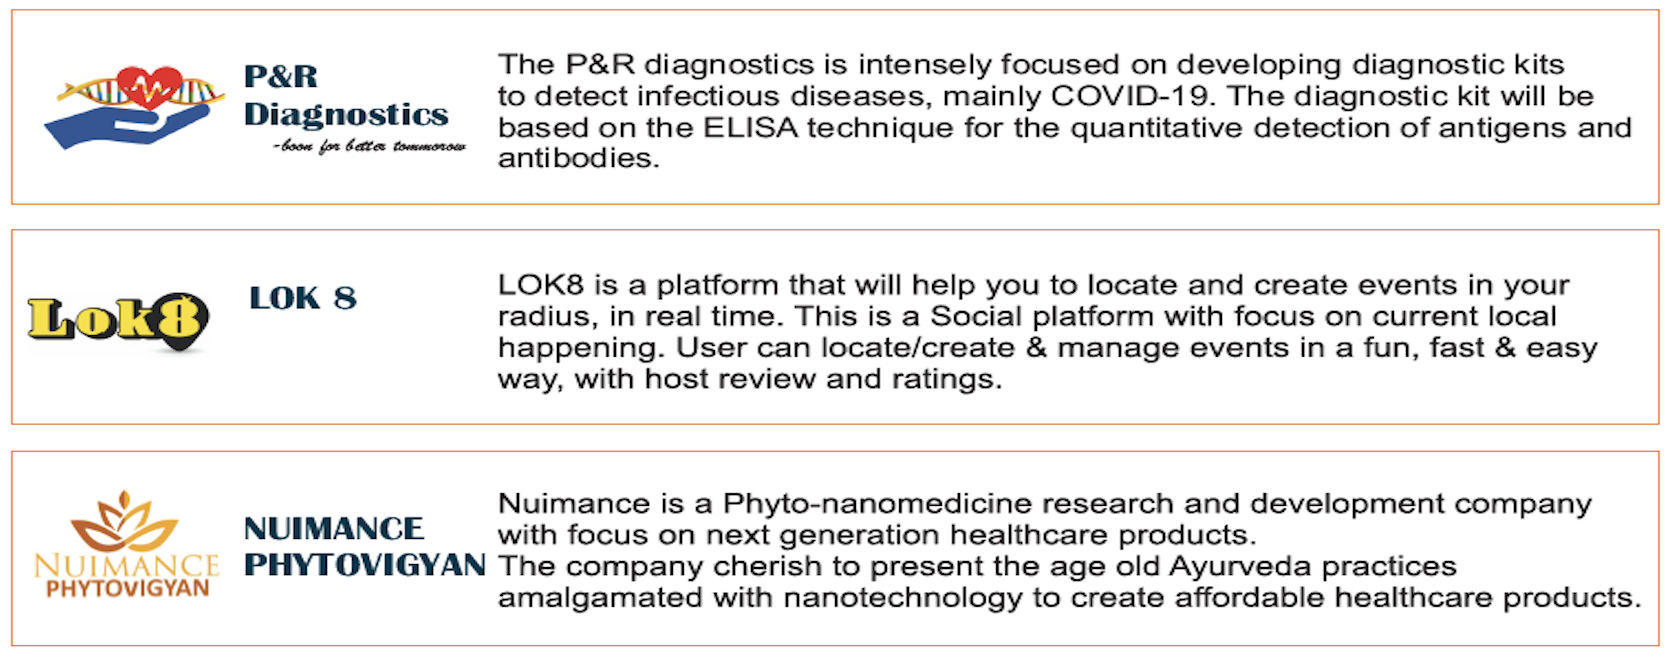 P&R
Diagnostics
-boon for better tommorow
The P&R diagnostics is intensely focused on developing diagnostic kits
to detect infectious diseases, mainly COVID-19. The diagnostic kit will be
based on the ELISA technique for the quantitative detection of antigens and
antibodies.
Lok8
LOK 8
LOK8 is a platform that will help you to locate and create events in your
radius, in real time. This is a Social platform with focus on current local
happening. User can locate/create & manage events in a fun, fast & easy
way, with host review and ratings.
NUIMANCE
PHYTOVIGYAN
NUIMANCE
PHYTOVIGYAN
Nuimance is a Phyto-nanomedicine research and development company
with focus on next generation healthcare products.
The company cherish to present the age old Ayurveda practices
amalgamated with nanotechnology to create affordable healthcare products.